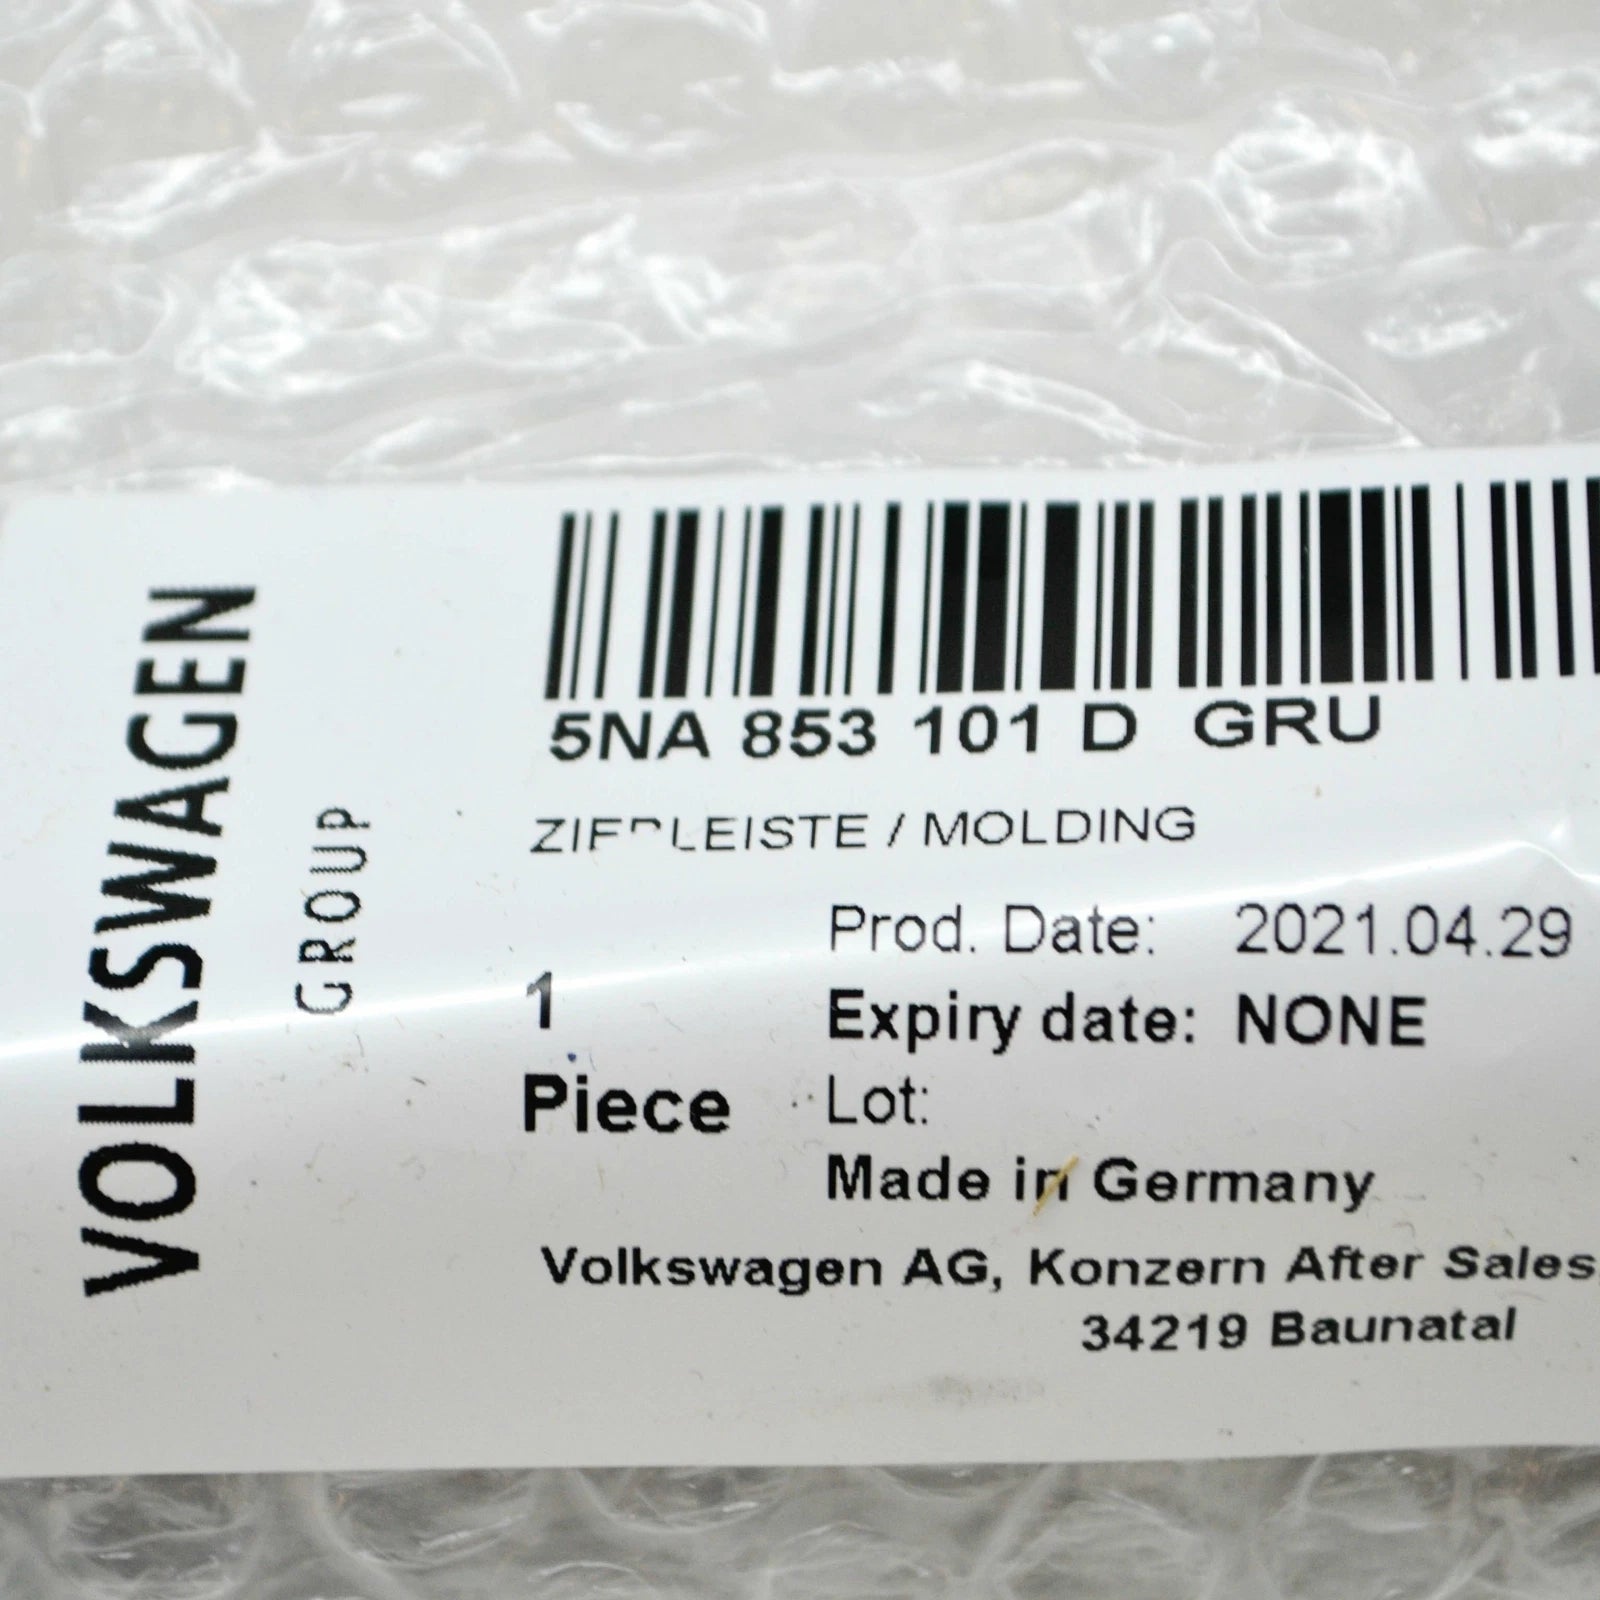 VOLKSWAGEN
GROUP
5NA 853 101 D GRU
ZIERLEISTE / MOLDING
Prod. Date: 2021.04.29
1
Expiry date: NONE
Piece
Lot:
Made in Germany
Volkswagen AG, Konzern After Sales,
34219 Baunatal